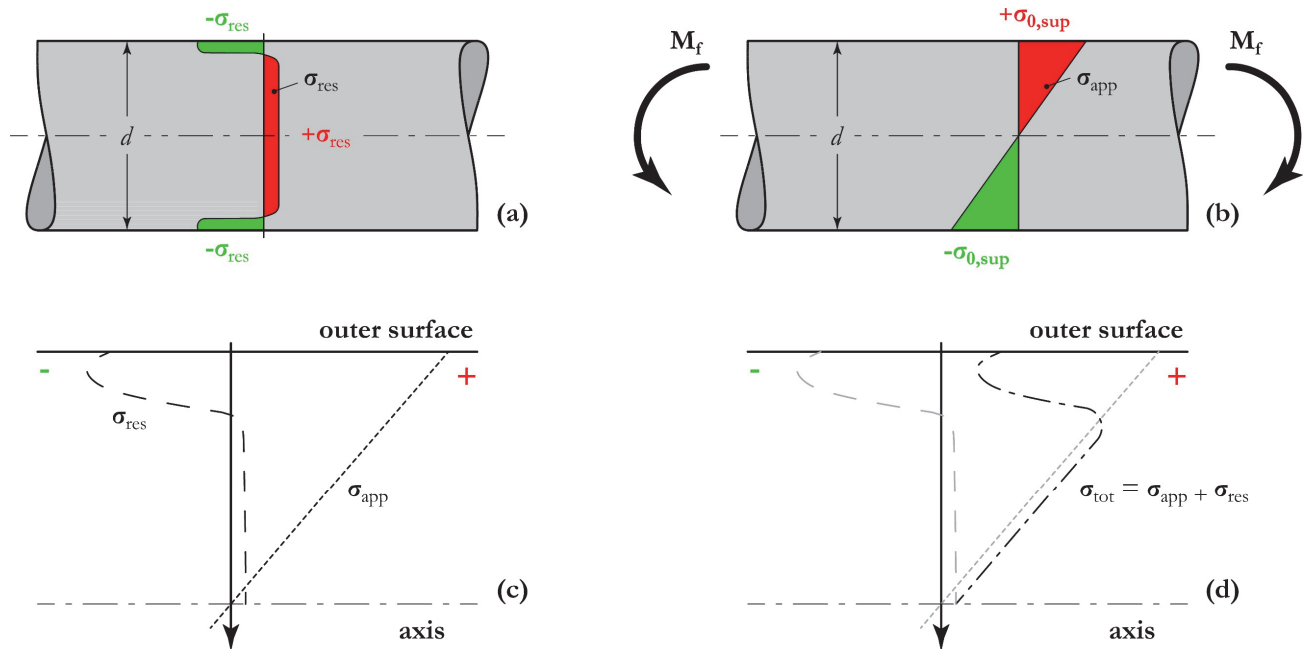 -σres
σres
d
+σres
(a)
-σres
+σ0,sup
Mf
Mf
σapp
d
(b)
-σ0,sup
outer surface
-
+
σres
σapp
(c)
axis
outer surface
-
+
σtot = σapp + σres
(d)
axis